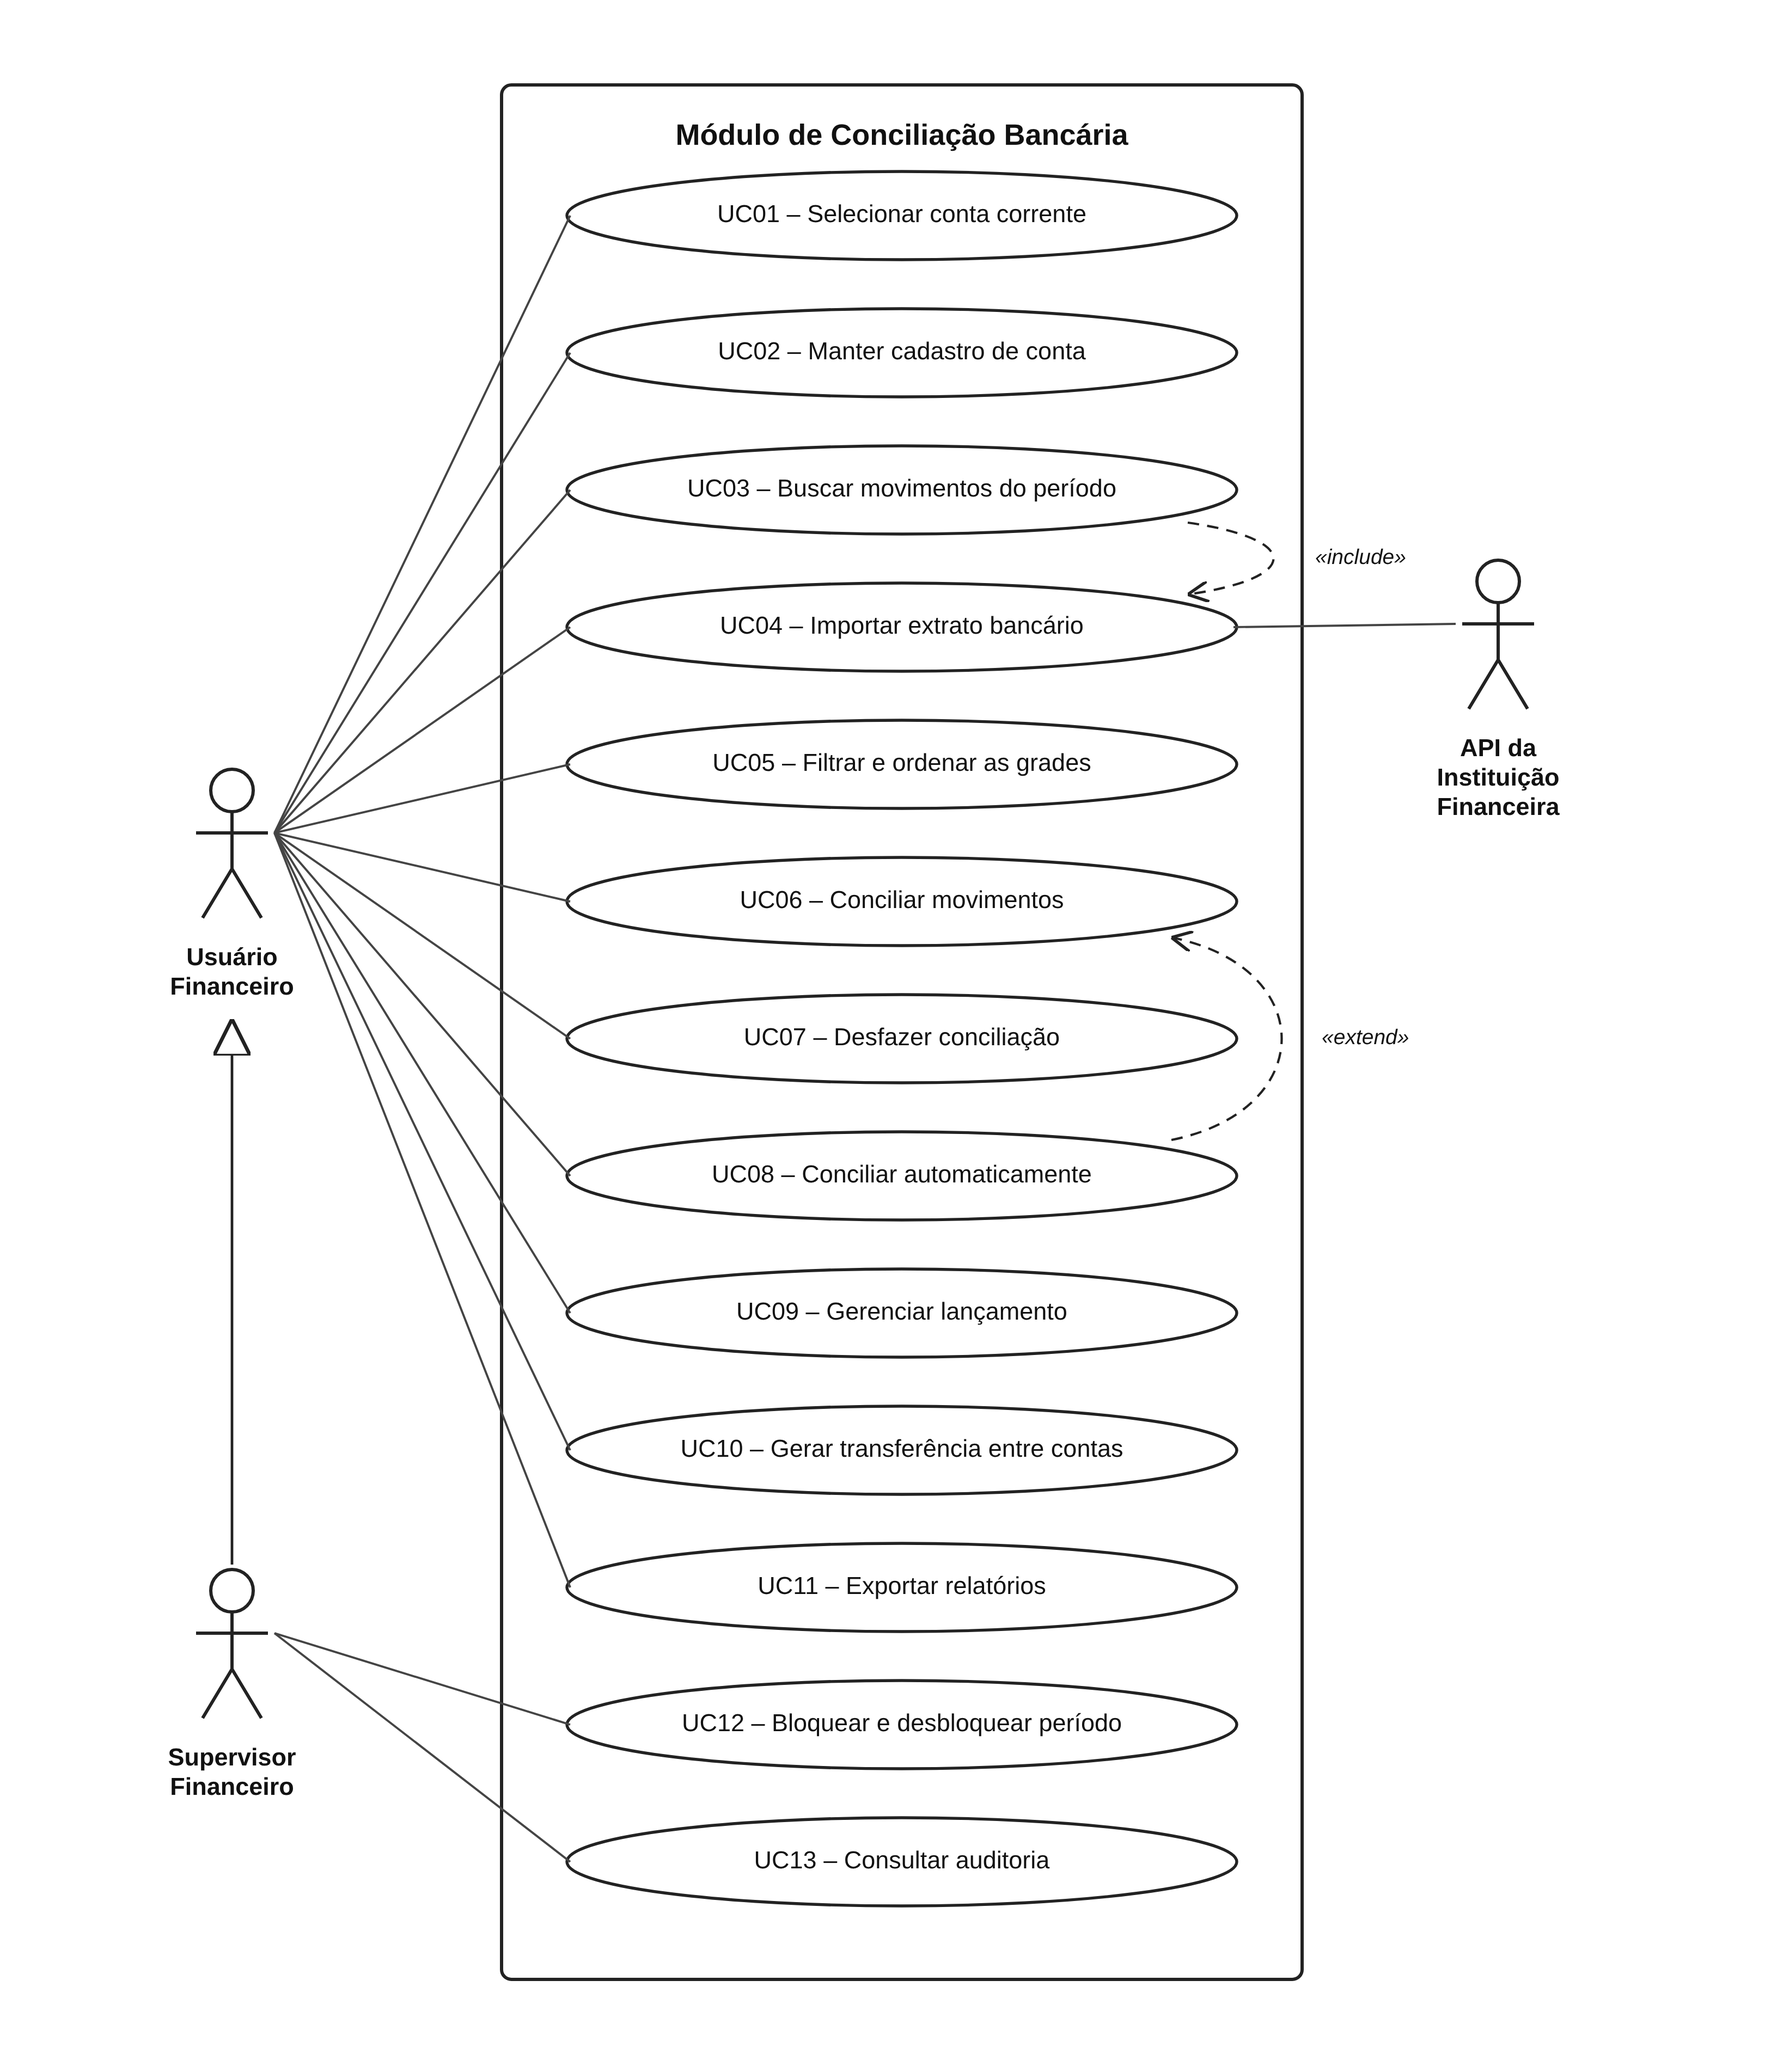 Módulo de Conciliação Bancária
UC01 – Selecionar conta corrente
UC02 – Manter cadastro de conta
UC03 – Buscar movimentos do período
«include»
UC04 – Importar extrato bancário
API da
Instituição
Financeira
UC05 – Filtrar e ordenar as grades
UC06 – Conciliar movimentos
Usuário
Financeiro
UC07 – Desfazer conciliação
«extend»
UC08 – Conciliar automaticamente
UC09 – Gerenciar lançamento
UC10 – Gerar transferência entre contas
UC11 – Exportar relatórios
UC12 – Bloquear e desbloquear período
Supervisor
Financeiro
UC13 – Consultar auditoria